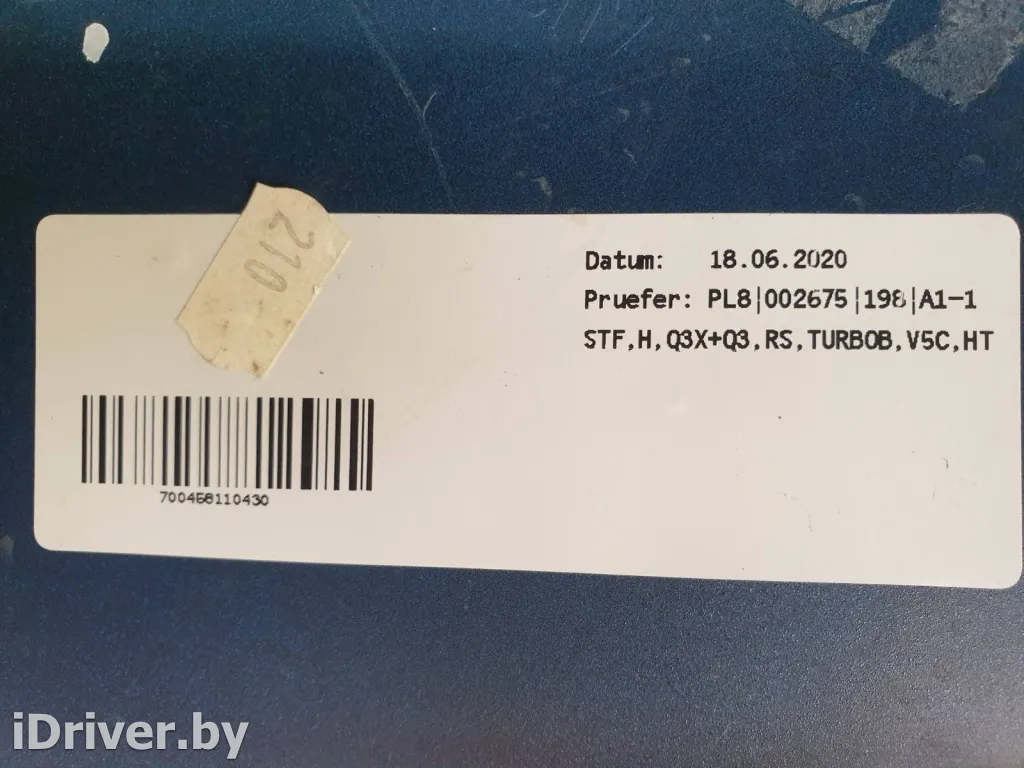 210
Datum: 18.06.2020
Pruefer: PL8|002675|198|A1-1
STF,H,Q3X+Q3,RS,TURBOB,V5C,HT
700458110430
iDriver.by